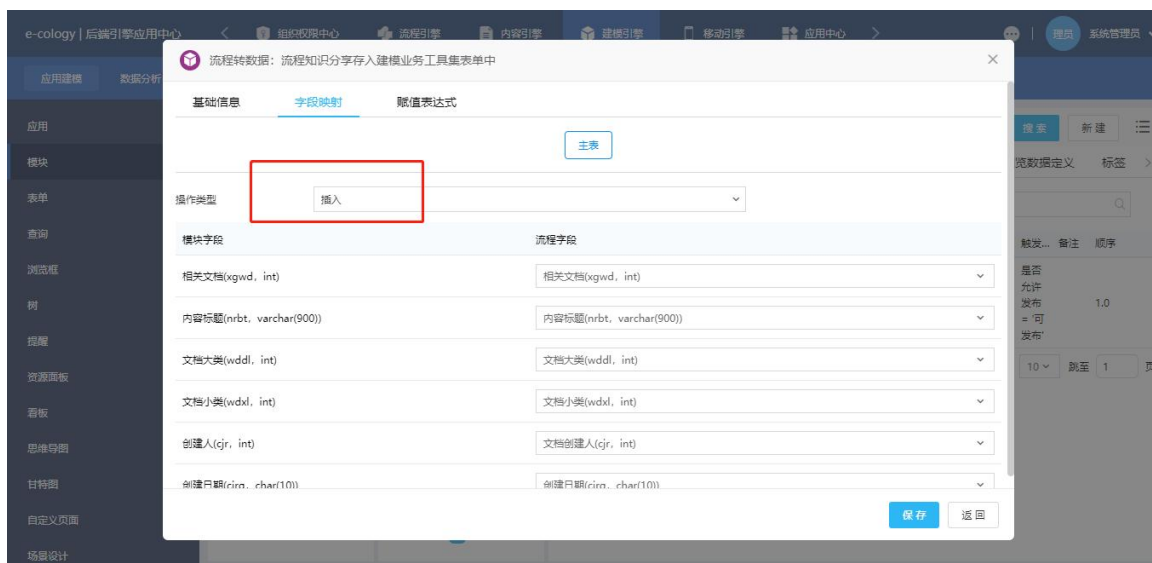 e-cology | 后端引擎应用中心 组织权限中心 流程引擎 内容引擎 建模引擎 移动引擎 应用中心 理员 系统管理员
应用建模 数据分析
流程转数据：流程知识分享存入建模业务工具集表单中
基础信息 字段映射 赋值表达式
主表
操作类型 插入
模块字段 流程字段
相关文档(xgwd, int) 相关文档(xgwd, int)
内容标题(nrbt, varchar(900)) 内容标题(nrbt, varchar(900))
文档大类(wddl, int) 文档大类(wddl, int)
文档小类(wdxl, int) 文档小类(wdxl, int)
创建人(cjr, int) 文档创建人(cjr, int)
创建日期(cjrq, char(10)) 创建日期(cjrq, char(10))
保存 返回
应用
模块
表单
查询
浏览框
树
提醒
资源面板
看板
思维导图
甘特图
自定义页面
场景设计
搜索 新建
览数据定义 标签
触发... 备注 顺序
是否
允许
发布 1.0
= '可
发布'
10 跳至 1 页